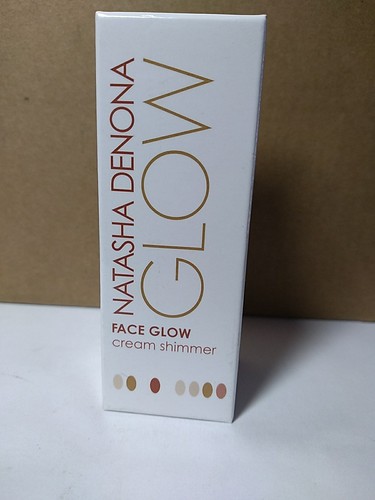 NATASHA DENONA
GLOW
FACE GLOW
cream shimmer